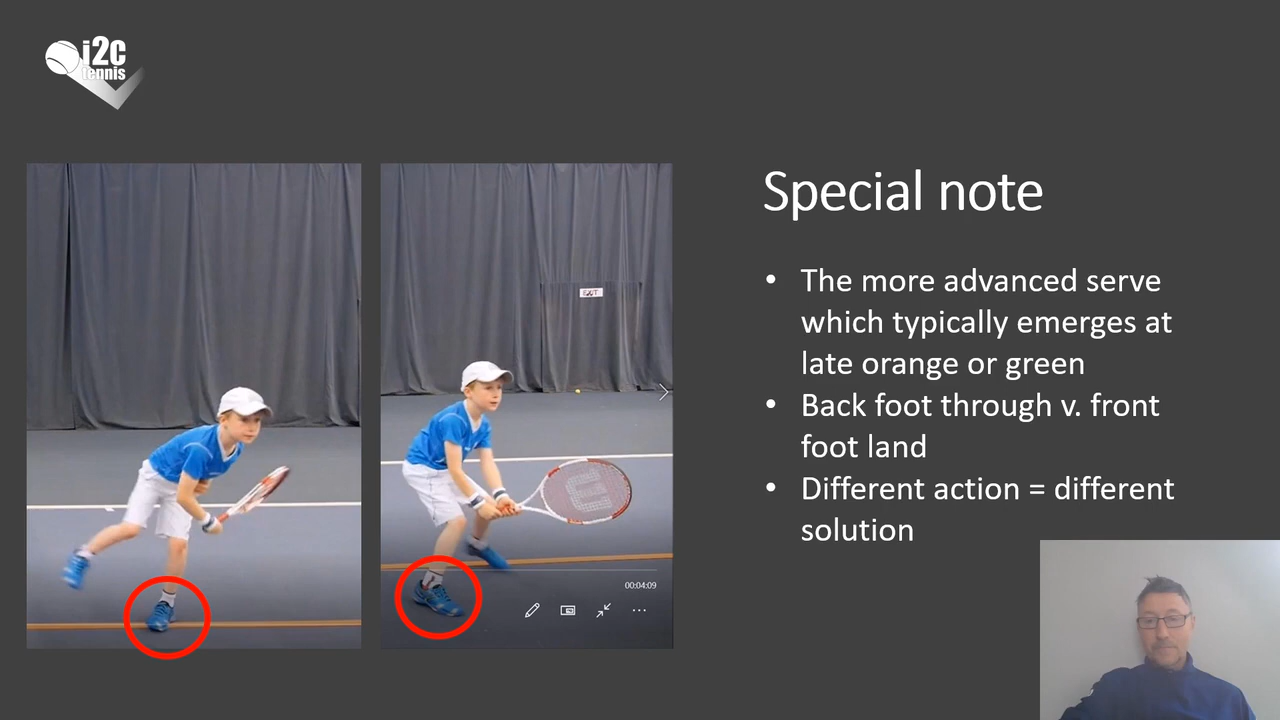 i2c
tennis
Special note
• The more advanced serve
which typically emerges at
late orange or green
• Back foot through v. front
foot land
• Different action = different
solution
EXIT
W
00:04:09